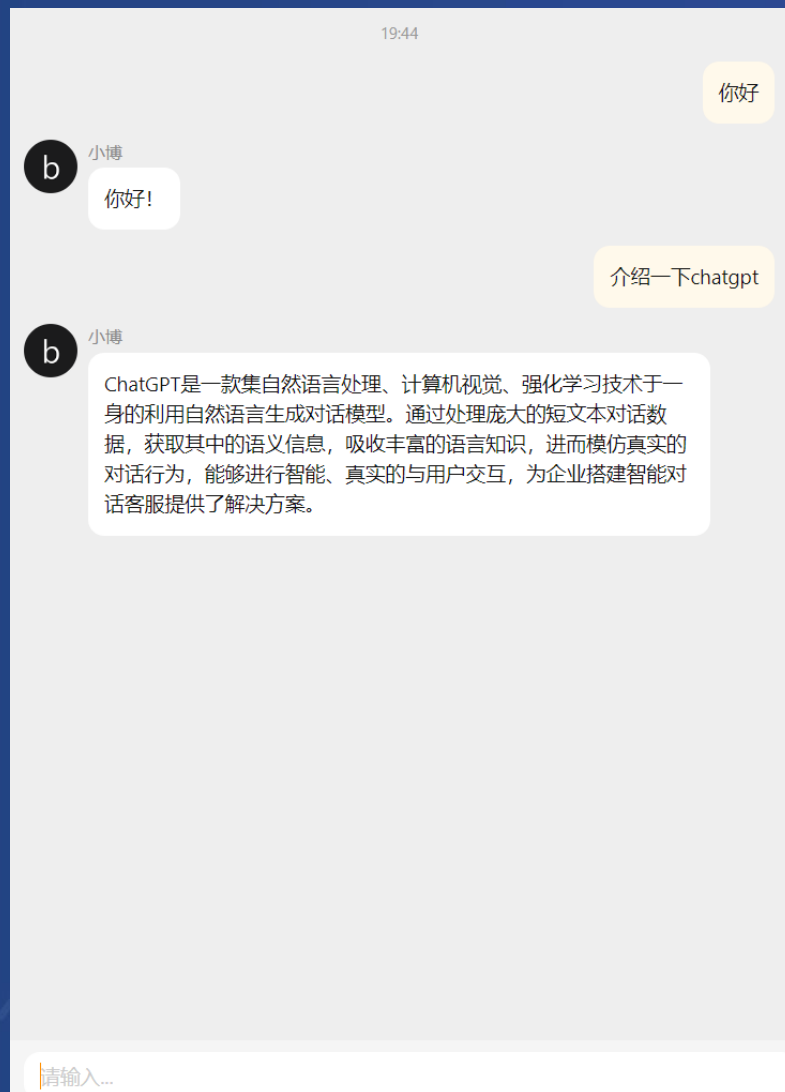 19:44
你好
小博
b
你好！
介绍一下chatgpt
小博
b
ChatGPT是一款集自然语言处理、计算机视觉、强化学习技术于一
身的利用自然语言生成对话模型。通过处理庞大的短文本对话数
据，获取其中的语义信息，吸收丰富的语言知识，进而模仿真实的
对话行为，能够进行智能、真实的与用户交互，为企业搭建智能对
话客服提供了解决方案。
请输入...